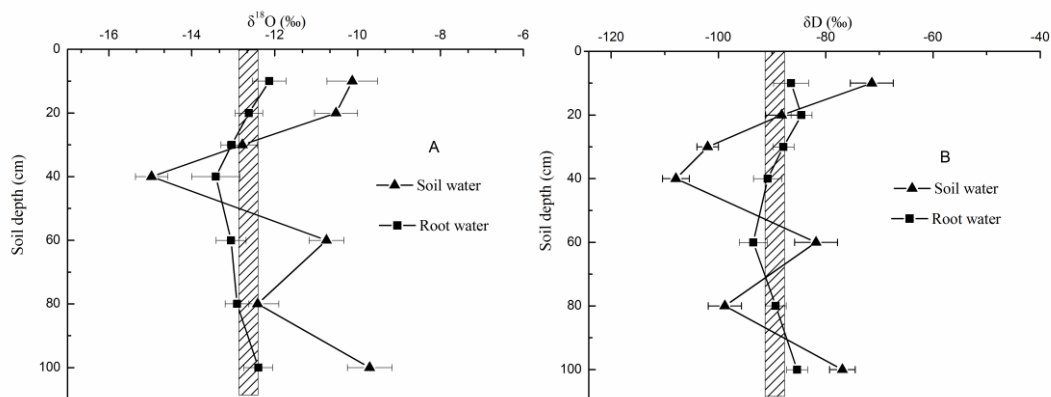 δ¹⁸O (‰)
-16 -14 -12 -10 -8 -6
0
20
40
60
80
100
Soil depth (cm)
A
Soil water
Root water
δD (‰)
-120 -100 -80 -60 -40
0
20
40
60
80
100
Soil depth (cm)
B
Soil water
Root water